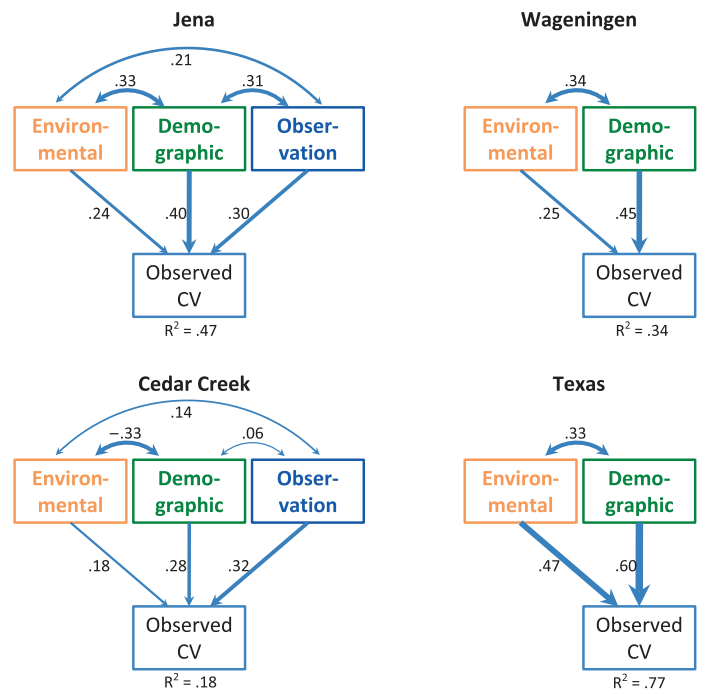 Jena
.21
.33
.31
Environ-
mental
Demo-
graphic
Obser-
vation
.24
.40
.30
Observed
CV
R² = .47
Wageningen
.34
Environ-
mental
Demo-
graphic
.25
.45
Observed
CV
R² = .34
Cedar Creek
.14
−.33
.06
Environ-
mental
Demo-
graphic
Obser-
vation
.18
.28
.32
Observed
CV
R² = .18
Texas
.33
Environ-
mental
Demo-
graphic
.47
.60
Observed
CV
R² = .77